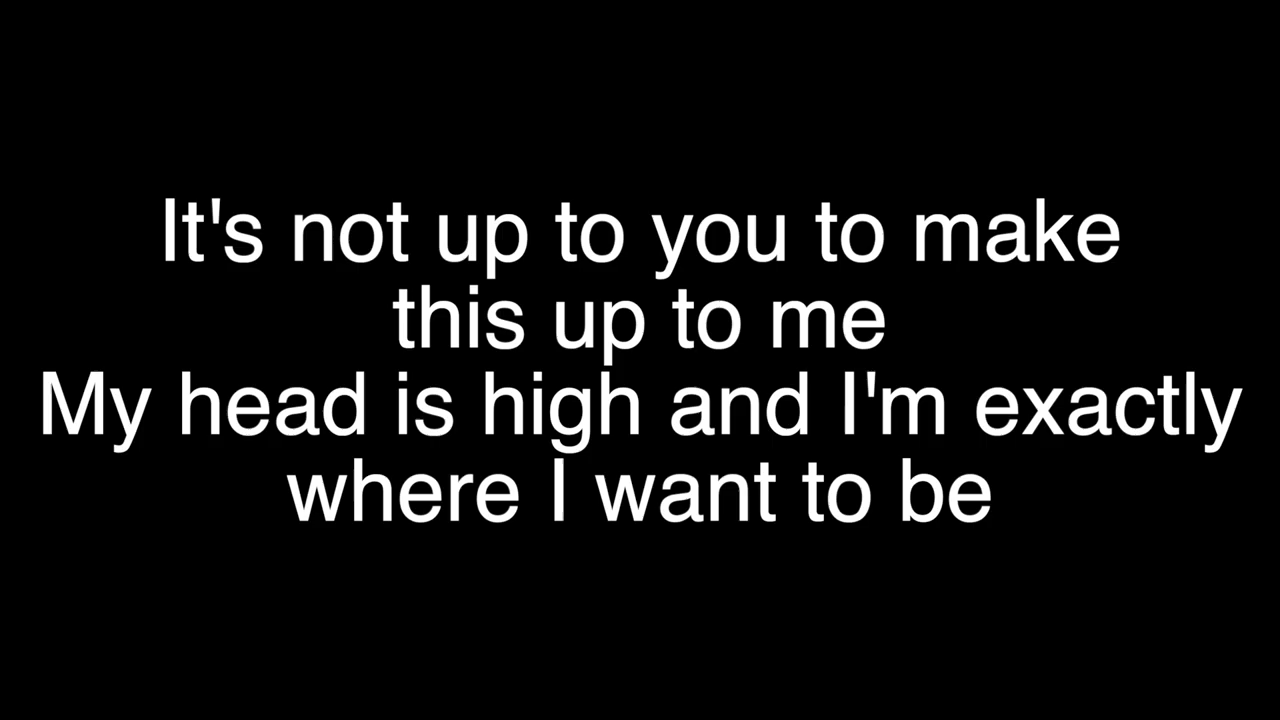 It's not up to you to make
this up to me
My head is high and I'm exactly
where I want to be